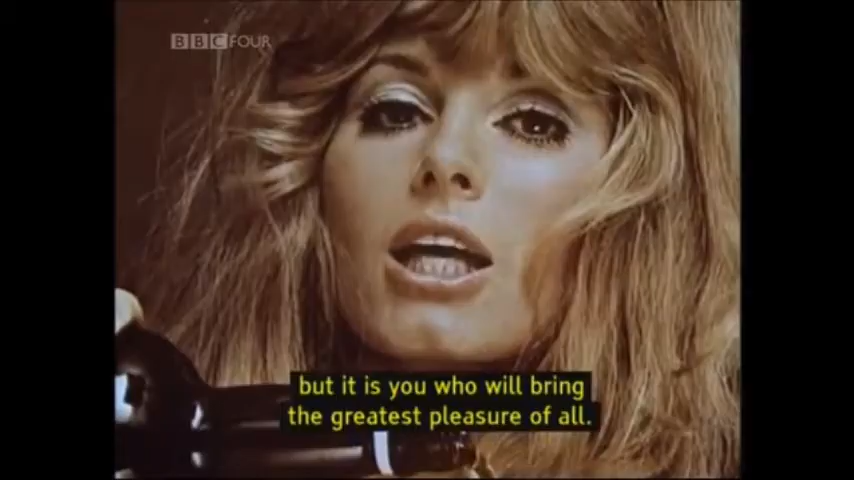 BBC FOUR
but it is you who will bring
the greatest pleasure of all.